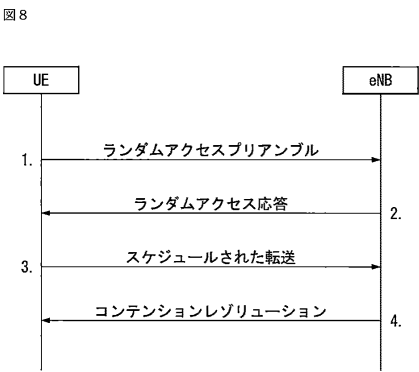 図８
UE
eNB
ランダムアクセスプリアンブル
1.
ランダムアクセス応答
2.
スケジュールされた転送
3.
コンテンションレゾリューション
4.